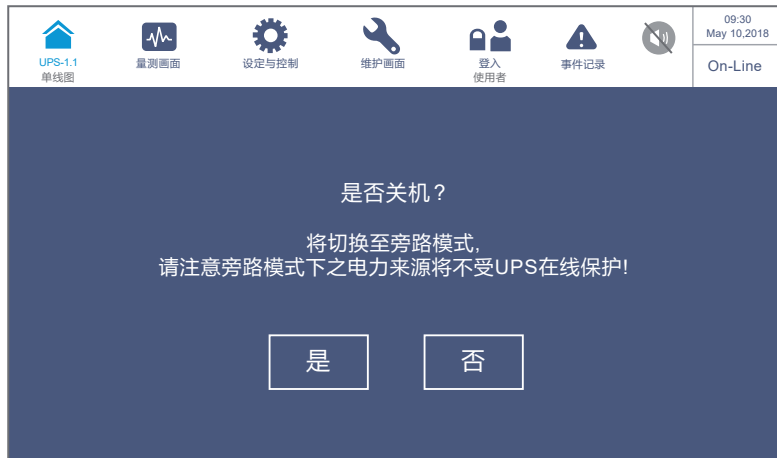 UPS-1.1
单线图
量测画面
设定与控制
维护画面
登入
使用者
事件记录
09:30
May 10,2018
On-Line
是否关机？
将切换至旁路模式,
请注意旁路模式下之电力来源将不受UPS在线保护!
是
否